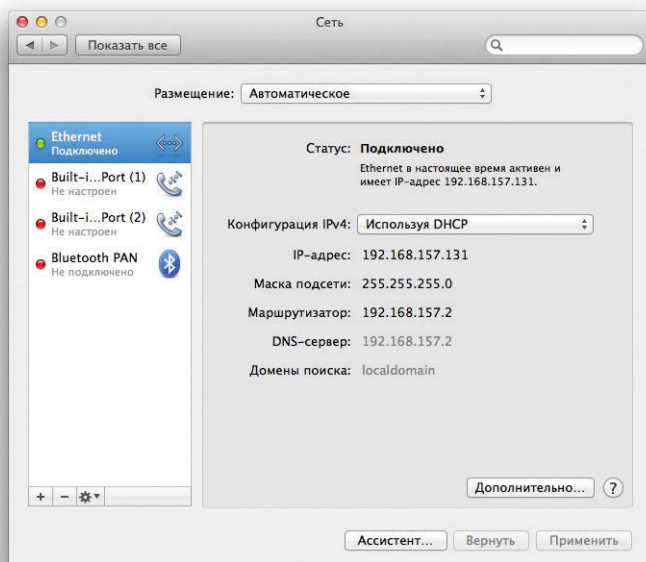 Сеть
Показать все
Размещение: Автоматическое
Ethernet
Подключено
Built-i...Port (1)
Не настроен
Built-i...Port (2)
Не настроен
Bluetooth PAN
Не подключено
Статус: Подключено
Ethernet в настоящее время активен и
имеет IP-адрес 192.168.157.131.
Конфигурация IPv4: Используя DHCP
IP-адрес: 192.168.157.131
Маска подсети: 255.255.255.0
Маршрутизатор: 192.168.157.2
DNS-сервер: 192.168.157.2
Домены поиска: localdomain
Дополнительно... ?
+ −
Ассистент... Вернуть Применить